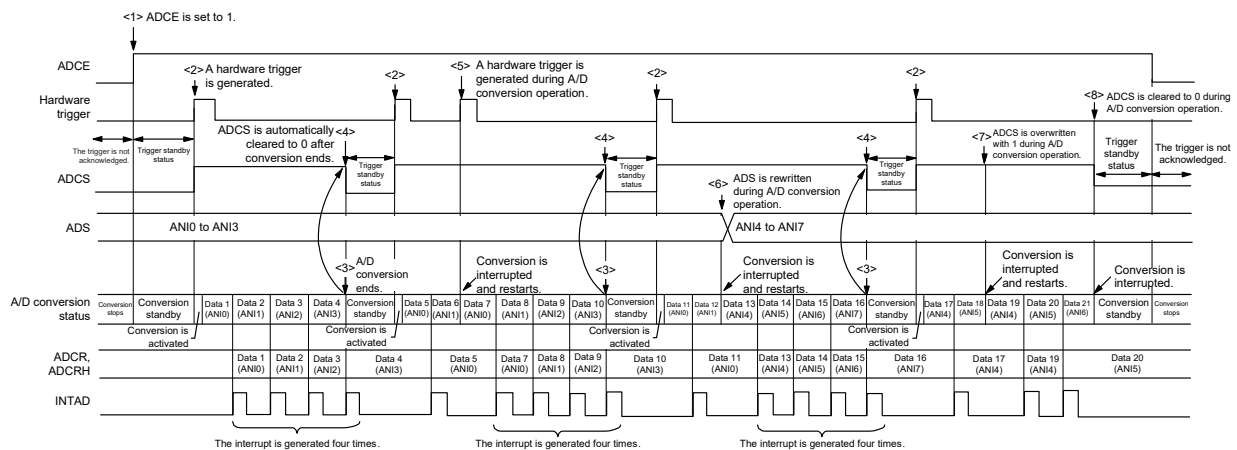 <1> ADCE is set to 1.
ADCE
<2> A hardware trigger
is generated.
<2>
<5> A hardware trigger is
generated during A/D
conversion operation.
<2>
<2>
<8> ADCS is cleared to 0 during
A/D conversion operation.
Hardware
trigger
The trigger is not
acknowledged.
Trigger standby
status
ADCS is automatically
cleared to 0 after
conversion ends.
<4>
Trigger
standby
status
<4>
Trigger
standby
status
<4>
Trigger
standby
status
<7> ADCS is overwritten
with 1 during A/D
conversion operation.
Trigger
standby
status
The trigger is not
acknowledged.
ADCS
<6> ADS is rewritten
during A/D conversion
operation.
ADS
ANI0 to ANI3
ANI4 to ANI7
<3> A/D
conversion
ends.
Conversion is
interrupted
and restarts.
<3>
Conversion is
interrupted
and restarts.
<3>
Conversion is
interrupted
and restarts.
Conversion is
interrupted.
A/D conversion
status
Conversion
stops
Conversion
standby
Data 1
(ANI0)
Data 2
(ANI1)
Data 3
(ANI2)
Data 4
(ANI3)
Conversion
standby
Data 5
(ANI0)
Data 6
(ANI1)
Data 7
(ANI0)
Data 8
(ANI1)
Data 9
(ANI2)
Data 10
(ANI3)
Conversion
standby
Data 11
(ANI0)
Data 12
(ANI1)
Data 13
(ANI4)
Data 14
(ANI5)
Data 15
(ANI6)
Data 16
(ANI7)
Conversion
standby
Data 17
(ANI4)
Data 18
(ANI5)
Data 19
(ANI4)
Data 20
(ANI5)
Data 21
(ANI6)
Conversion
standby
Conversion
stops
Conversion is
activated
Conversion is
activated
Conversion is
activated
Conversion is
activated
ADCR,
ADCRH
Data 1
(ANI0)
Data 2
(ANI1)
Data 3
(ANI2)
Data 4
(ANI3)
Data 5
(ANI0)
Data 7
(ANI0)
Data 8
(ANI1)
Data 9
(ANI2)
Data 10
(ANI3)
Data 11
(ANI0)
Data 13
(ANI4)
Data 14
(ANI5)
Data 15
(ANI6)
Data 16
(ANI7)
Data 17
(ANI4)
Data 19
(ANI4)
Data 20
(ANI5)
INTAD
The interrupt is generated four times.
The interrupt is generated four times.
The interrupt is generated four times.